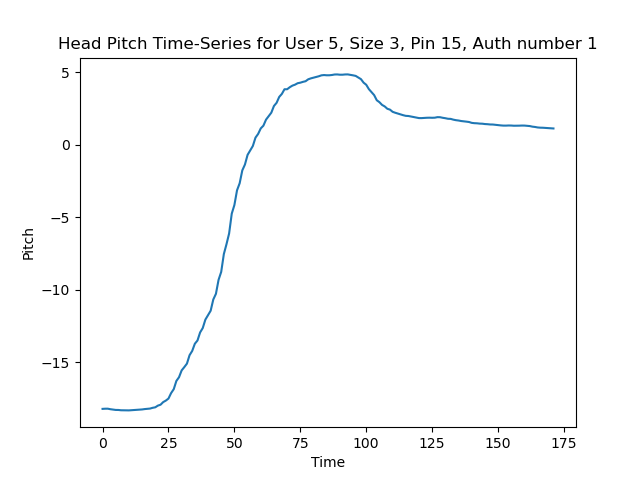 Head Pitch Time-Series for User 5, Size 3, Pin 15, Auth number 1
5
0
−5
−10
−15
Pitch
0 25 50 75 100 125 150 175
Time